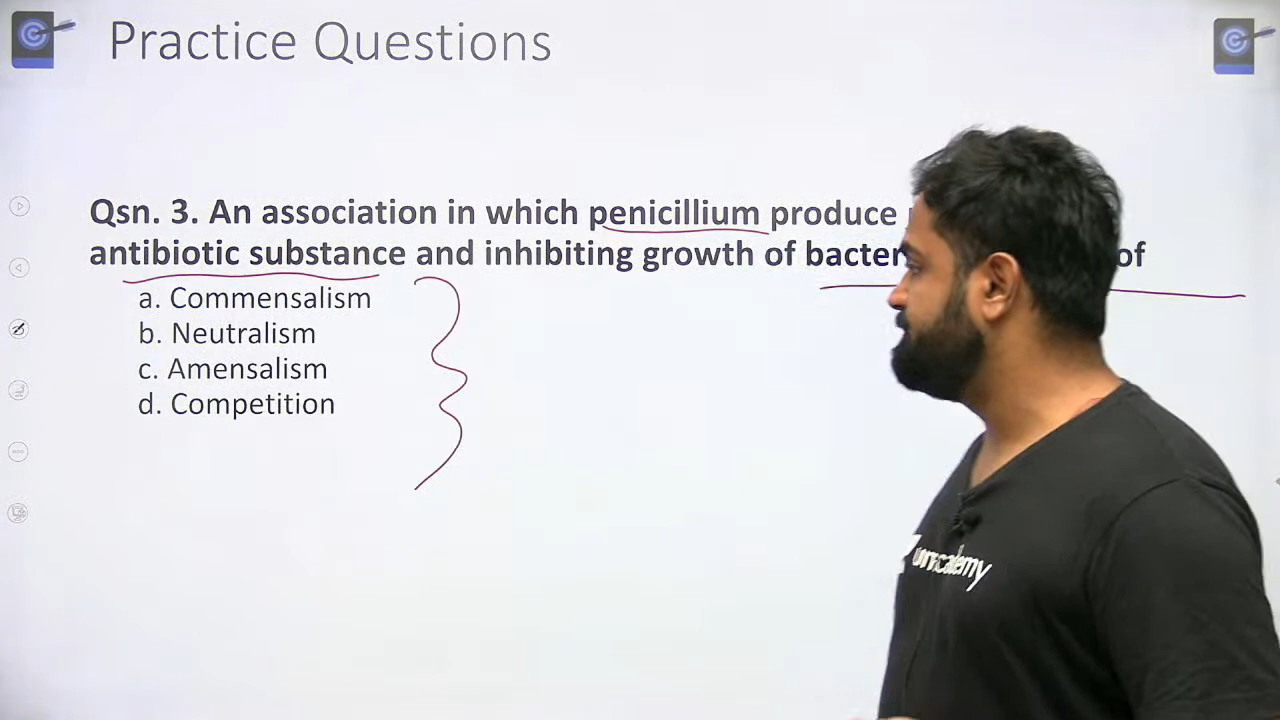 Practice Questions
Qsn. 3. An association in which penicillium produce
antibiotic substance and inhibiting growth of of
a. Commensalism
b. Neutralism
c. Amensalism
d. Competition
unacademy